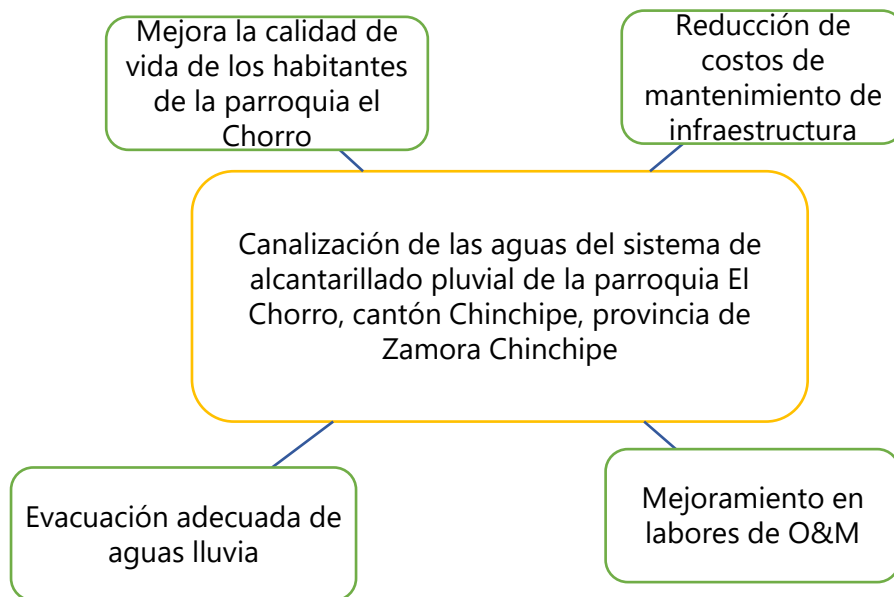 Mejora la calidad de
vida de los habitantes
de la parroquia el
Chorro
Reducción de
costos de
mantenimiento de
infraestructura
Canalización de las aguas del sistema de
alcantarillado pluvial de la parroquia El
Chorro, cantón Chinchipe, provincia de
Zamora Chinchipe
Evacuación adecuada de
aguas lluvia
Mejoramiento en
labores de O&M